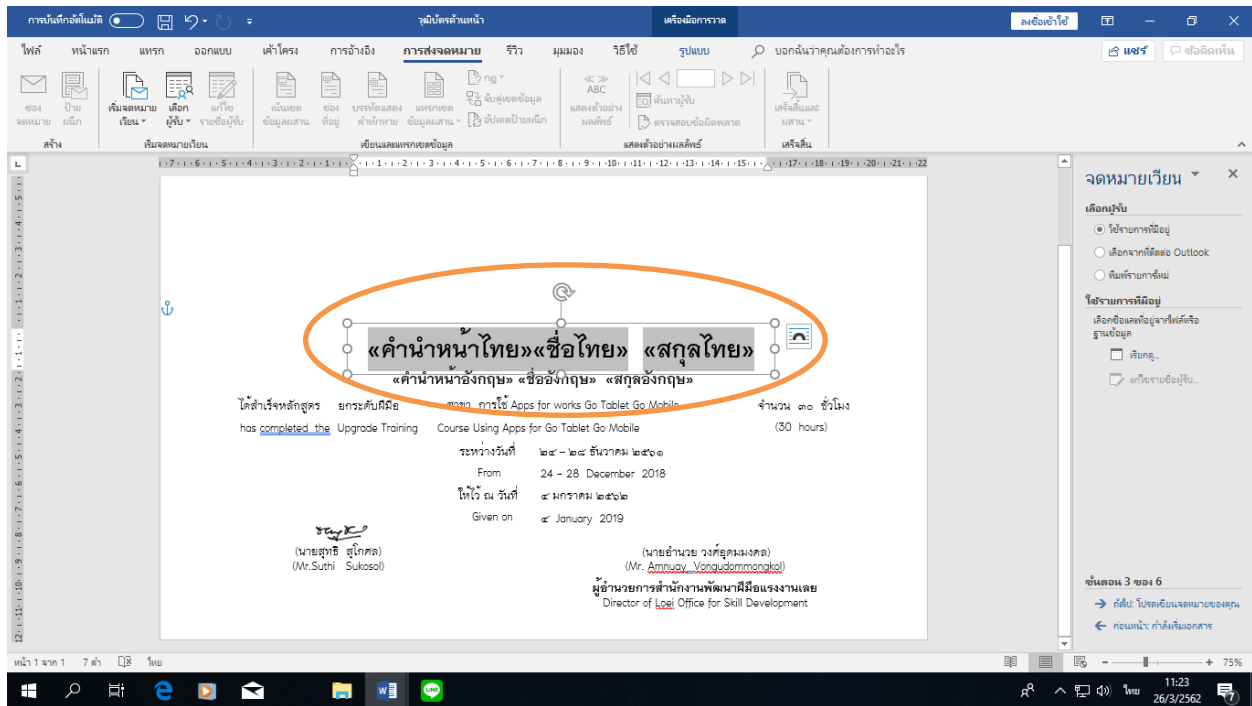 การบันทึกอัตโนมัติ วุฒิบัตรด้านหน้า เครื่องมือการวาด ลงชื่อเข้าใช้
ไฟล์ หน้าแรก แทรก ออกแบบ เค้าโครง การอ้างอิง การส่งจดหมาย รีวิว มุมมอง วิธีใช้ รูปแบบ บอกฉันว่าคุณต้องการทำอะไร แชร์ ข้อคิดเห็น
ซองจดหมาย ป้ายผนึก เริ่มจดหมายเวียน เลือกผู้รับ แก้ไขรายชื่อผู้รับ เน้นเขตข้อมูลผสาน ช่องที่อยู่ บรรทัดแสดงคำทักทาย แทรกเขตข้อมูลผสาน กฎ จับคู่เขตข้อมูล อัปเดตป้ายผนึก ABC แสดงตัวอย่างผลลัพธ์ ค้นหาผู้รับ ตรวจสอบข้อผิดพลาด เสร็จสิ้นและผสาน
สร้าง เริ่มจดหมายเวียน เขียนและแทรกเขตข้อมูล แสดงตัวอย่างผลลัพธ์ เสร็จสิ้น
·7·ı·6·ı·5·ı·4·ı·3·ı·2·ı·1·ı· ·ı·1·ı·2·ı·3·ı·4·ı·5·ı·6·ı·7·ı·8·ı·9·ı·10·ı·11·ı·12·ı·13·ı·14·ı·15·ı· ·ı·17·ı·18·ı·19·ı·20·ı·21·ı·22
«คำนำหน้าไทย»«ชื่อไทย» «สกุลไทย»
«คำนำหน้าอังกฤษ» «ชื่ออังกฤษ» «สกุลอังกฤษ»
ได้สำเร็จหลักสูตร ยกระดับฝีมือ สาขา การใช้ Apps for works Go Tablet Go Mobile จำนวน ๓๐ ชั่วโมง
has completed the Upgrade Training Course Using Apps for Go Tablet Go Mobile (30 hours)
ระหว่างวันที่ ๒๔ – ๒๘ ธันวาคม ๒๕๖๑
From 24 – 28 December 2018
ให้ไว้ ณ วันที่ ๔ มกราคม ๒๕๖๒
Given on ๔ January 2019
(นายสุทธิ สุโกศล) (นายอำนวย วงศ์อุดมมงคล)
(Mr.Suthi Sukosol) (Mr. Amnuay Vongudommongkol)
ผู้อำนวยการสำนักงานพัฒนาฝีมือแรงงานเลย
Director of Loei Office for Skill Development
จดหมายเวียน
เลือกผู้รับ
ใช้รายการที่มีอยู่
เลือกจากที่ติดต่อ Outlook
พิมพ์รายการใหม่
ใช้รายการที่มีอยู่
เลือกชื่อและที่อยู่จากไฟล์หรือ
ฐานข้อมูล
เรียกดู...
แก้ไขรายชื่อผู้รับ...
ขั้นตอน 3 ของ 6
ถัดไป: โปรดเขียนจดหมายของคุณ
ก่อนหน้า: กำลังเริ่มเอกสาร
หน้า 1 จาก 1 7 คำ ไทย 75%
ไทย 11:23
26/3/2562